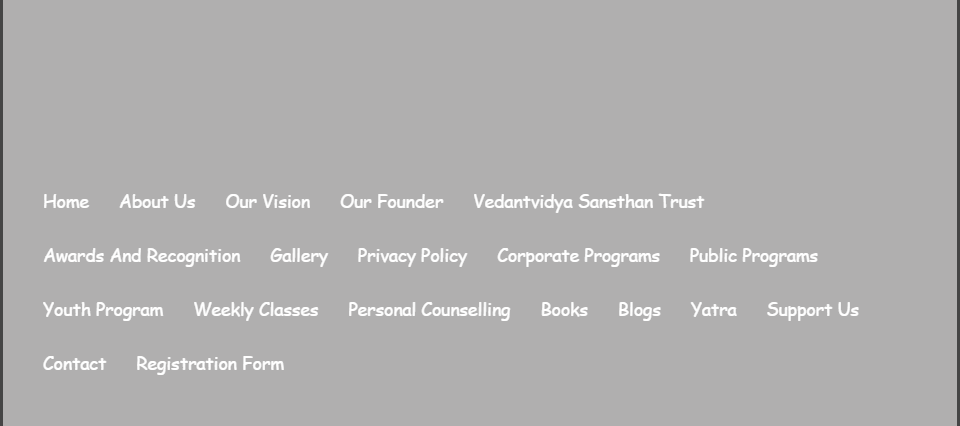 Home About Us Our Vision Our Founder Vedantvidya Sansthan Trust
Awards And Recognition Gallery Privacy Policy Corporate Programs Public Programs
Youth Program Weekly Classes Personal Counselling Books Blogs Yatra Support Us
Contact Registration Form